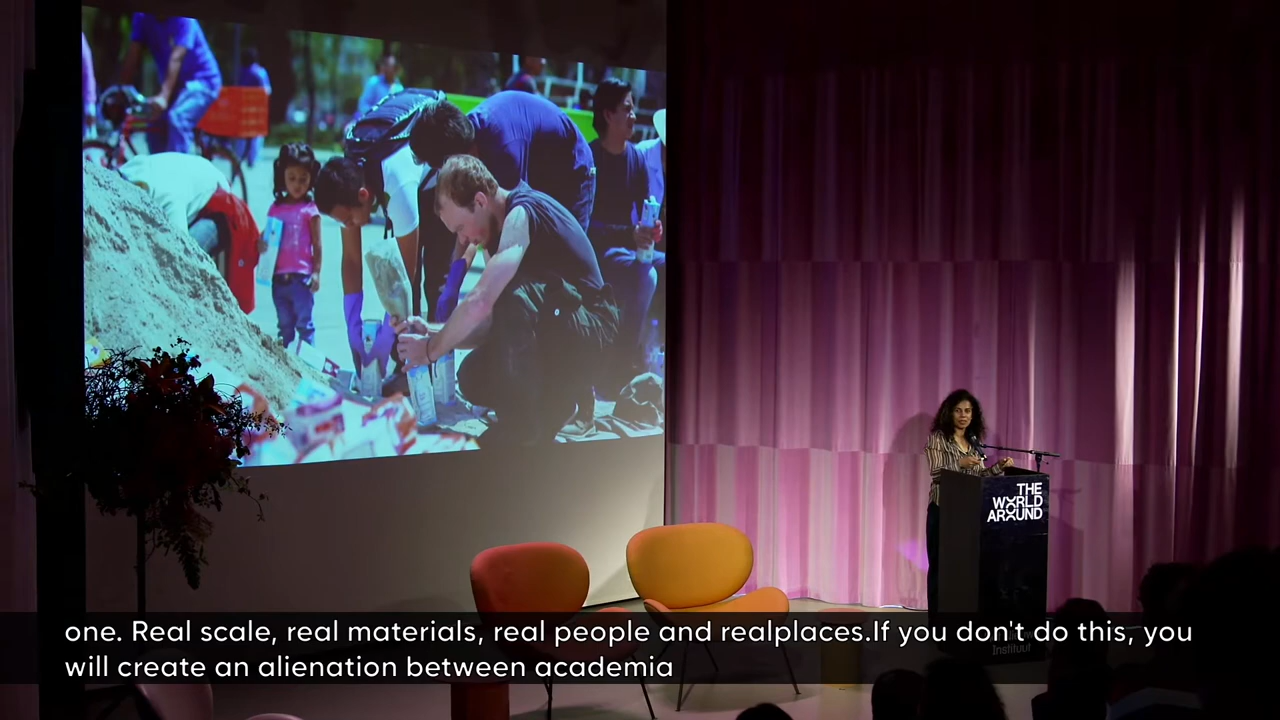 THE
WORLD
AROUND
one. Real scale, real materials, real people and realplaces.If you don't do this, you
will create an alienation between academia
Instituut